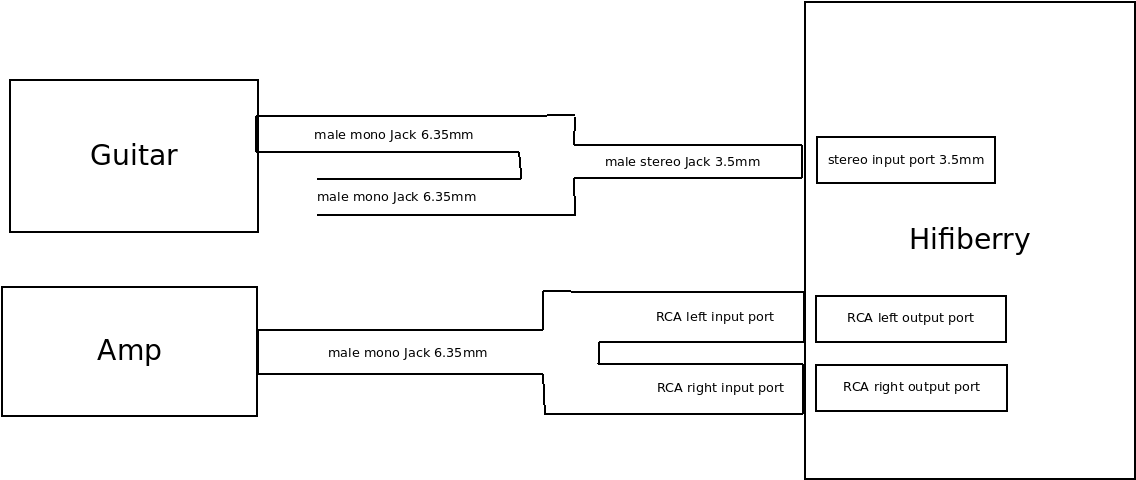 male mono Jack 6.35mm
Guitar
male stereo Jack 3.5mm
stereo input port 3.5mm
male mono Jack 6.35mm
Hifiberry
RCA left input port
RCA left output port
Amp
male mono Jack 6.35mm
RCA right input port
RCA right output port